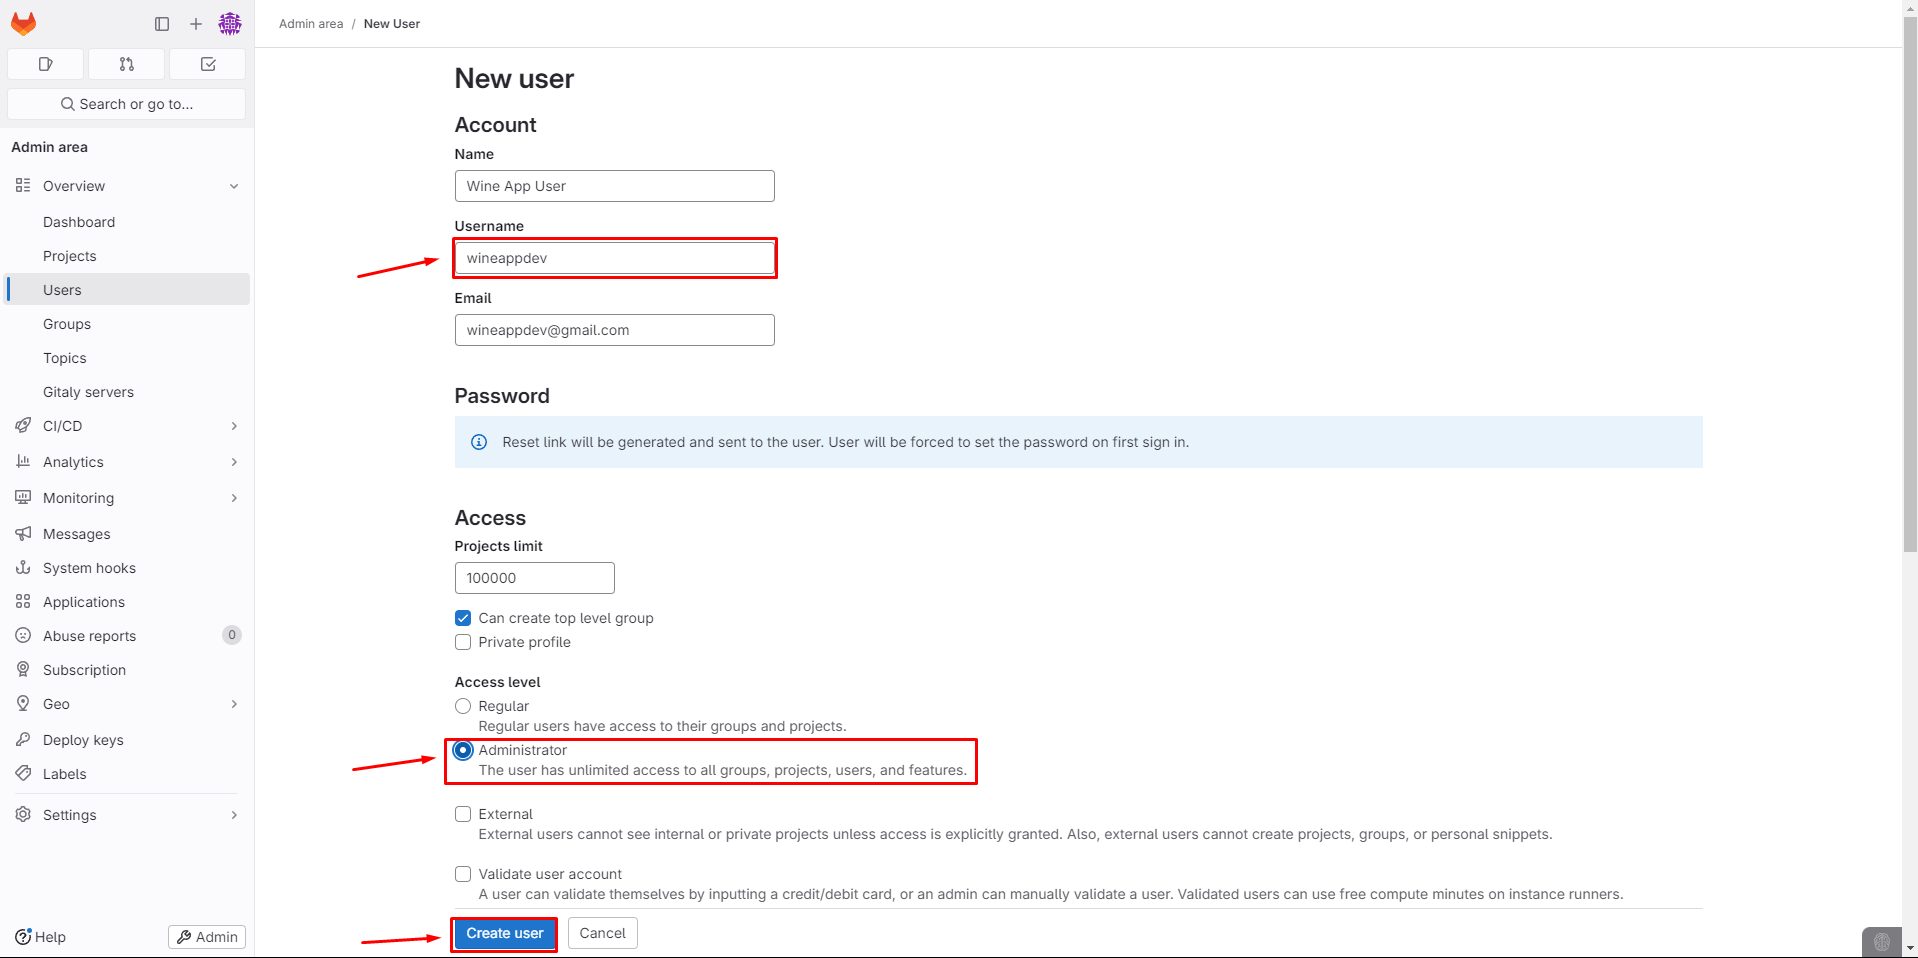 Admin area / New User
Search or go to...
Admin area
Overview
Dashboard
Projects
Users
Groups
Topics
Gitaly servers
CI/CD
Analytics
Monitoring
Messages
System hooks
Applications
Abuse reports 0
Subscription
Geo
Deploy keys
Labels
Settings
Help
Admin
New user
Account
Name
Wine App User
Username
wineappdev
Email
wineappdev@gmail.com
Password
Reset link will be generated and sent to the user. User will be forced to set the password on first sign in.
Access
Projects limit
100000
Can create top level group
Private profile
Access level
Regular
Regular users have access to their groups and projects.
Administrator
The user has unlimited access to all groups, projects, users, and features.
External
External users cannot see internal or private projects unless access is explicitly granted. Also, external users cannot create projects, groups, or personal snippets.
Validate user account
A user can validate themselves by inputting a credit/debit card, or an admin can manually validate a user. Validated users can use free compute minutes on instance runners.
Create user
Cancel